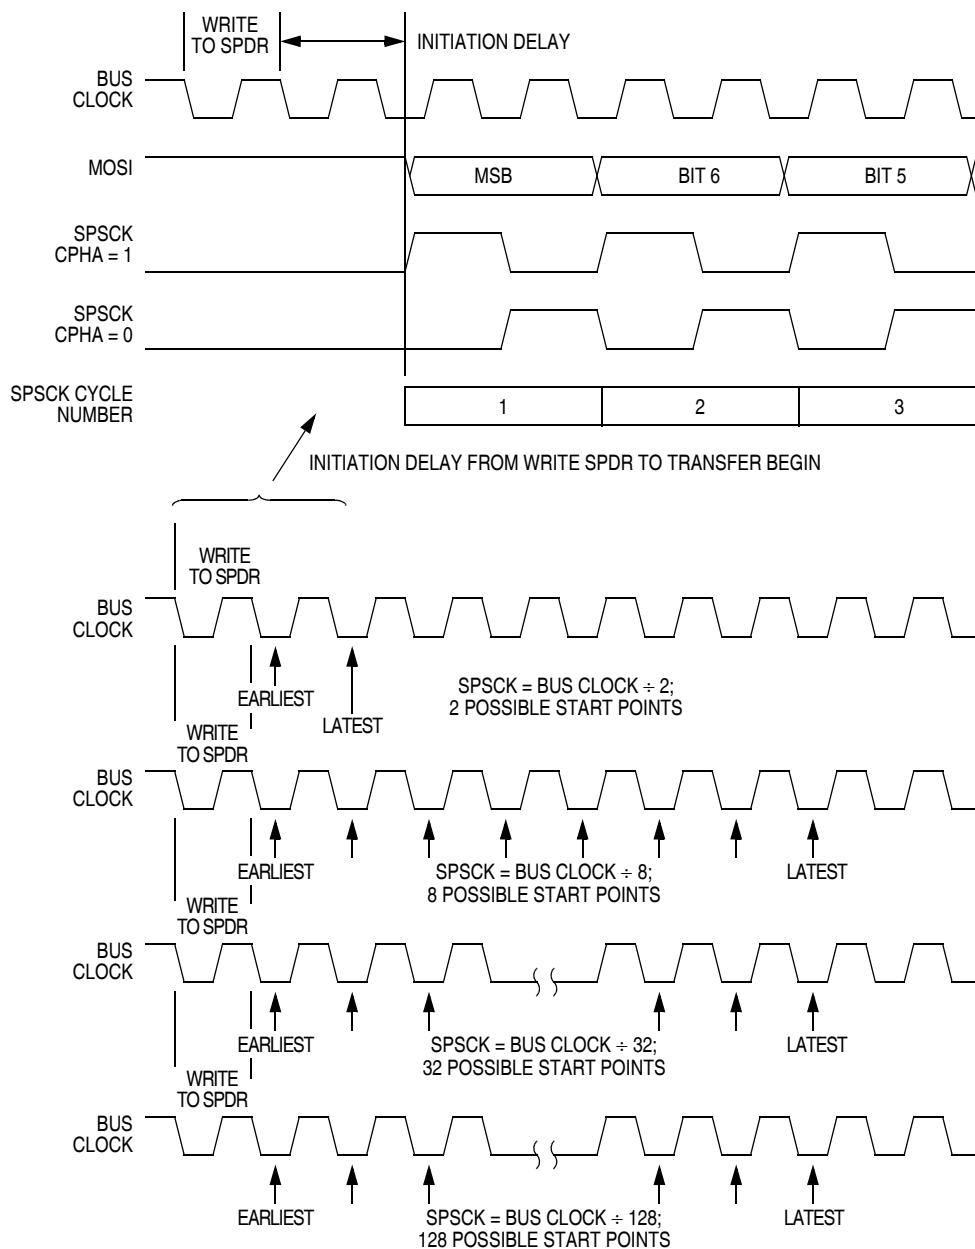 WRITE
TO SPDR
INITIATION DELAY
BUS
CLOCK
MOSI
MSB
BIT 6
BIT 5
SPSCK
CPHA = 1
SPSCK
CPHA = 0
SPSCK CYCLE
NUMBER
1
2
3
INITIATION DELAY FROM WRITE SPDR TO TRANSFER BEGIN
WRITE
TO SPDR
BUS
CLOCK
EARLIEST
LATEST
SPSCK = BUS CLOCK ÷ 2;
2 POSSIBLE START POINTS
WRITE
TO SPDR
BUS
CLOCK
EARLIEST
SPSCK = BUS CLOCK ÷ 8;
8 POSSIBLE START POINTS
LATEST
WRITE
TO SPDR
BUS
CLOCK
EARLIEST
SPSCK = BUS CLOCK ÷ 32;
32 POSSIBLE START POINTS
LATEST
WRITE
TO SPDR
BUS
CLOCK
EARLIEST
SPSCK = BUS CLOCK ÷ 128;
128 POSSIBLE START POINTS
LATEST